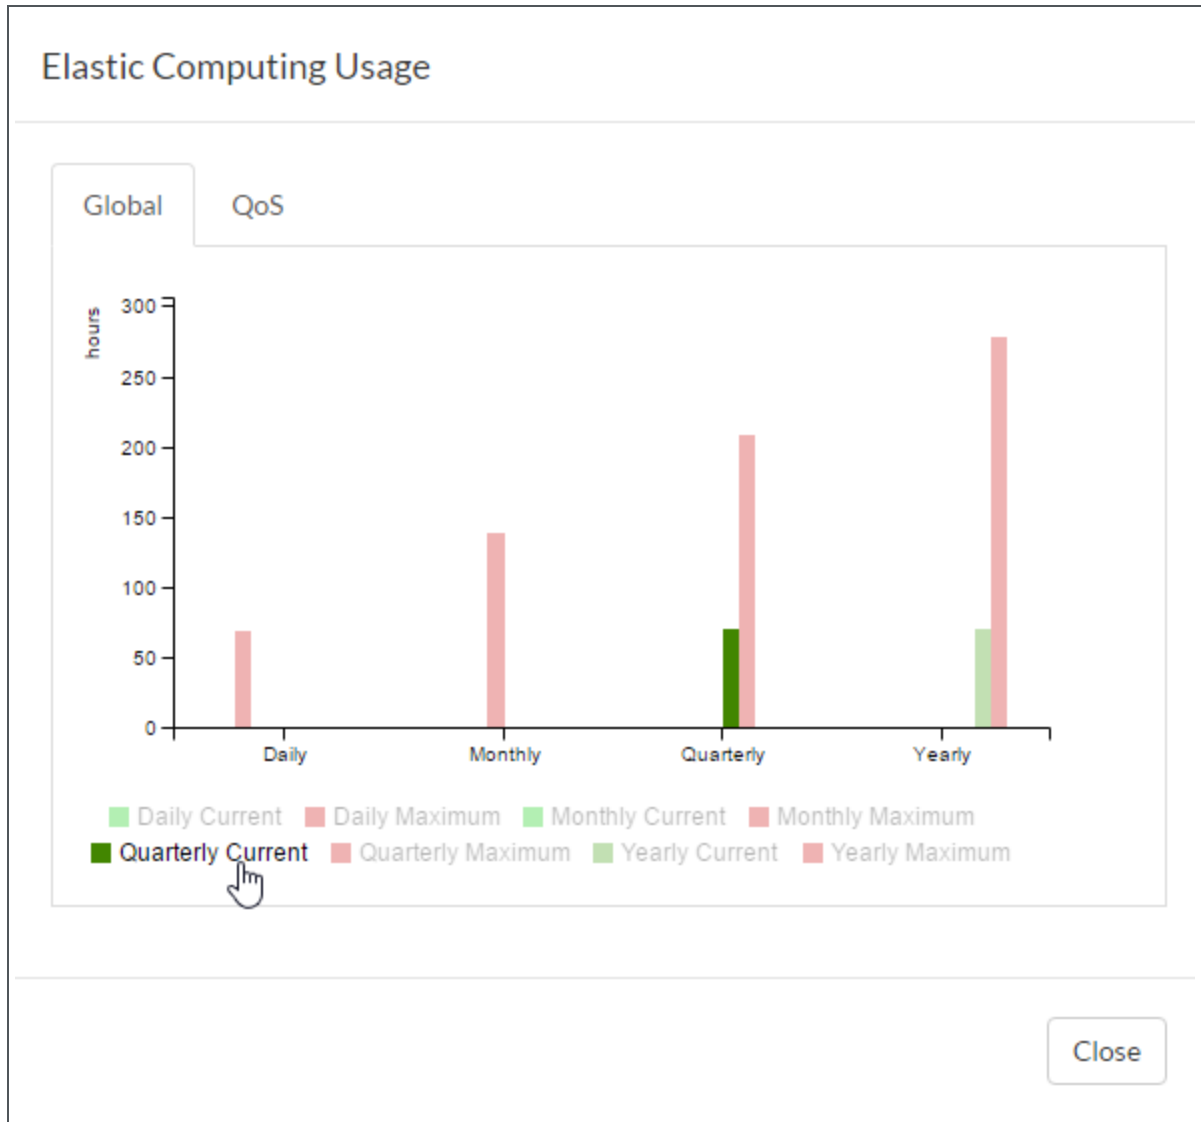 Elastic Computing Usage
Global QoS
hours
300
250
200
150
100
50
0
Daily Monthly Quarterly Yearly
Daily Current Daily Maximum Monthly Current Monthly Maximum
Quarterly Current Quarterly Maximum Yearly Current Yearly Maximum
Close